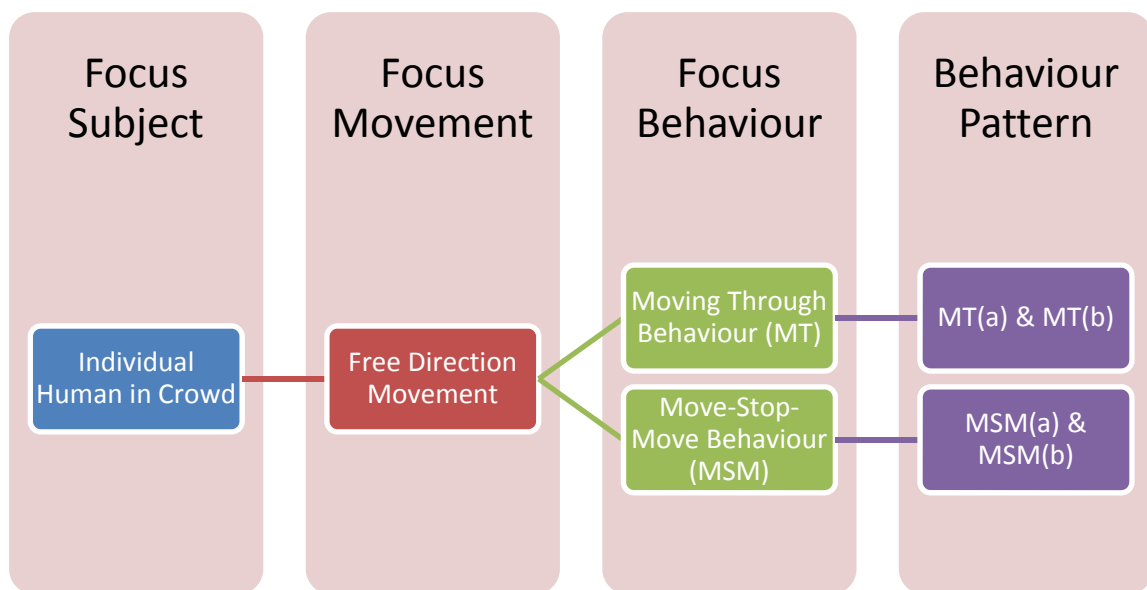 Focus
Subject
Focus
Movement
Focus
Behaviour
Behaviour
Pattern
Individual
Human in Crowd
Free Direction
Movement
Moving Through
Behaviour (MT)
Move-Stop-
Move Behaviour
(MSM)
MT(a) & MT(b)
MSM(a) &
MSM(b)